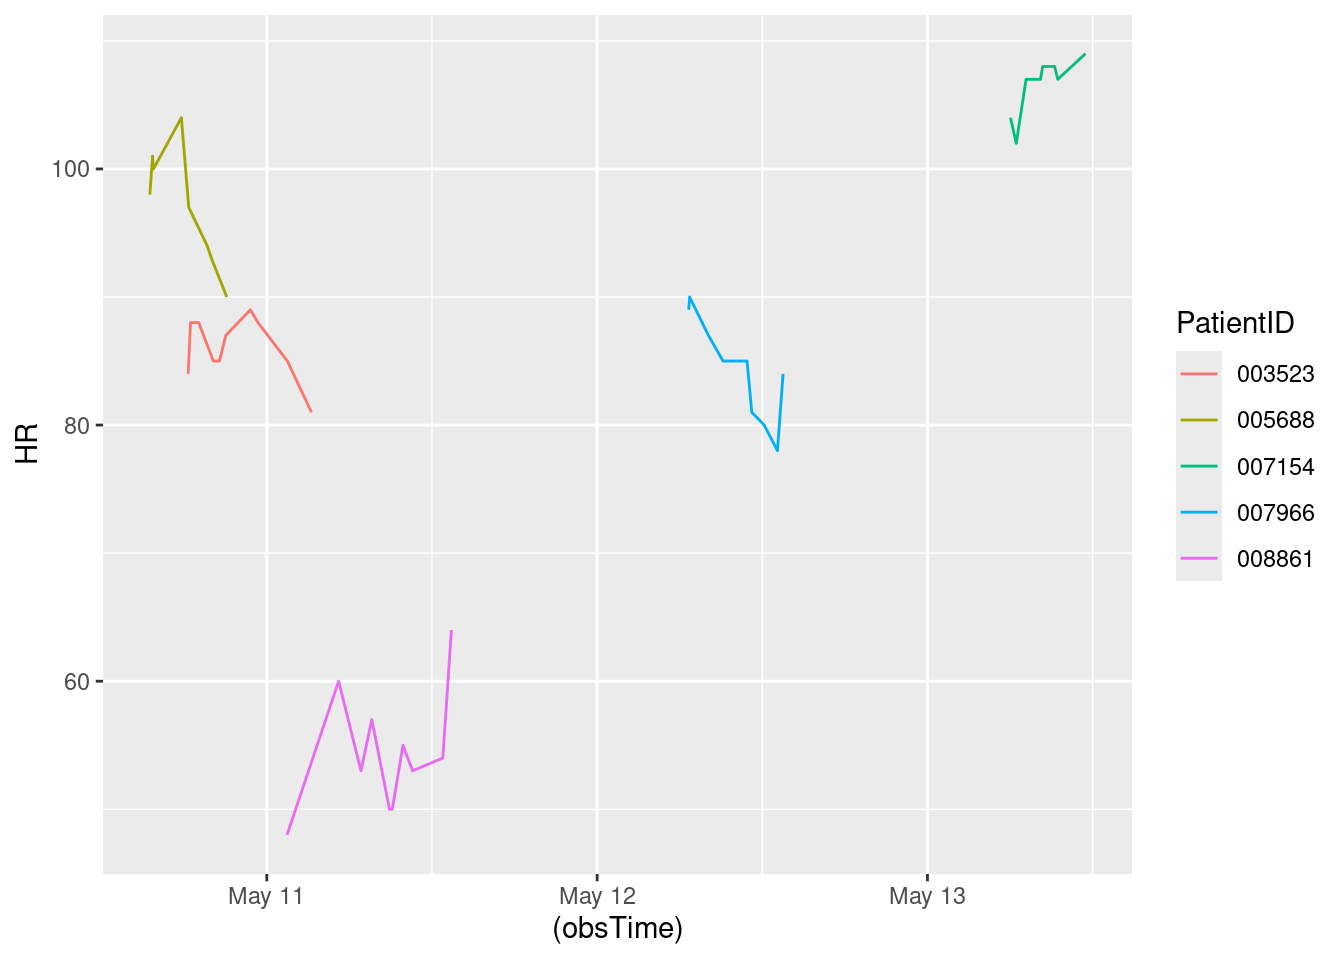 100
80
60
HR
May 11
May 12
May 13
(obsTime)
PatientID
003523
005688
007154
007966
008861